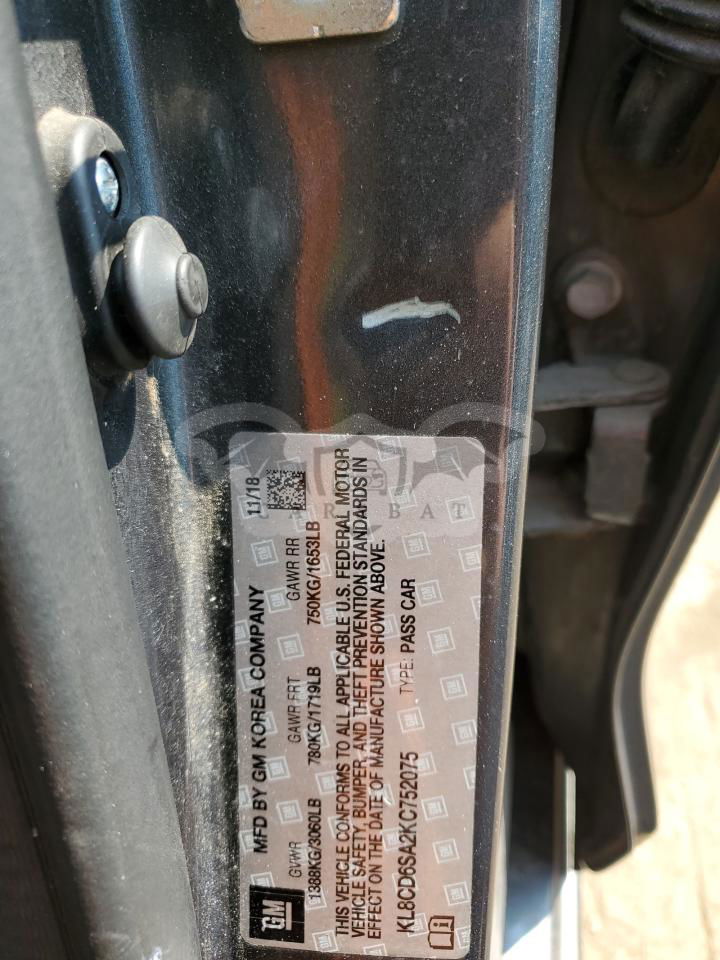 MFD BY GM KOREA COMPANY 11/18
GVWR GAWR FRT GAWR RR
1388KG/3060LB 780KG/1719LB 750KG/1653LB
THIS VEHICLE CONFORMS TO ALL APPLICABLE U.S. FEDERAL MOTOR
VEHICLE SAFETY, BUMPER, AND THEFT PREVENTION STANDARDS IN
EFFECT ON THE DATE OF MANUFACTURE SHOWN ABOVE.
KL8CD6SA2KC752075 TYPE: PASS CAR
GM
CAR BAT